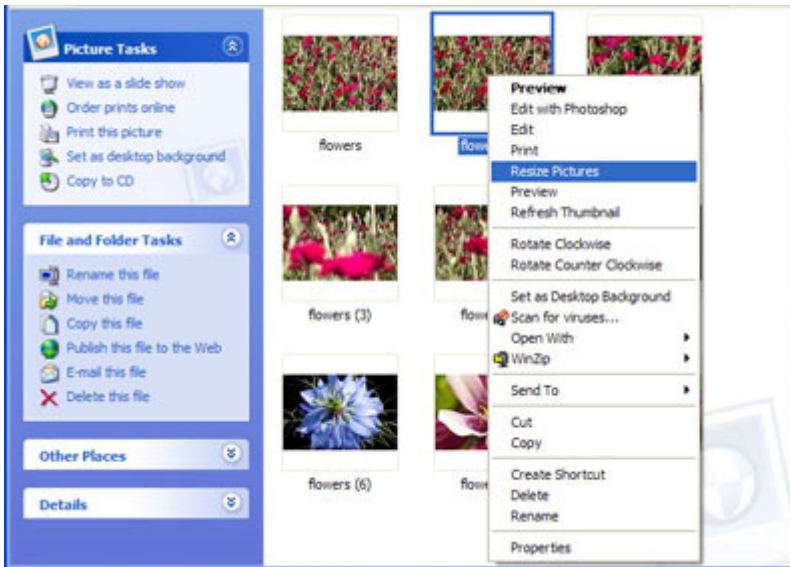 Picture Tasks
View as a slide show
Order prints online
Print this picture
Set as desktop background
Copy to CD
File and Folder Tasks
Rename this file
Move this file
Copy this file
Publish this file to the Web
E-mail this file
Delete this file
Other Places
Details
flowers
flowers (3)
flowers (6)
Preview
Edit with Photoshop
Edit
Print
Resize Pictures
Preview
Refresh Thumbnail
Rotate Clockwise
Rotate Counter Clockwise
Set as Desktop Background
Scan for viruses...
Open With
WinZip
Send To
Cut
Copy
Create Shortcut
Delete
Rename
Properties